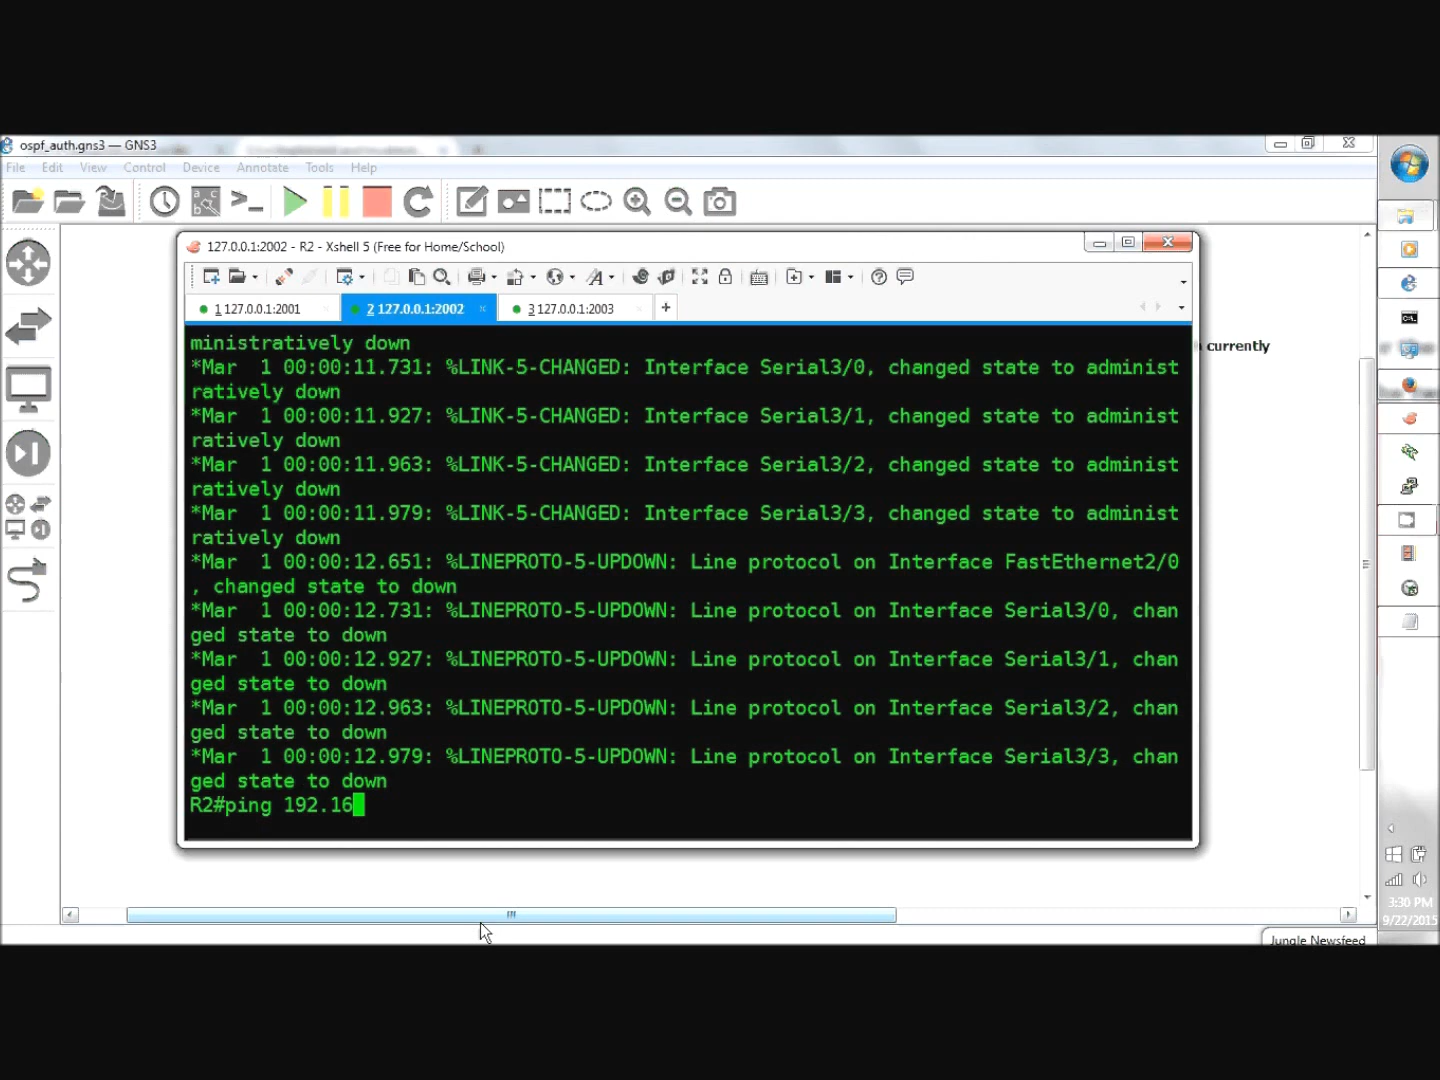 ospf_auth.gns3 — GNS3
File Edit View Control Device Annotate Tools Help
127.0.0.1:2002 - R2 - Xshell 5 (Free for Home/School)
1 127.0.0.1:2001
2 127.0.0.1:2002
3 127.0.0.1:2003
currently
ministratively down
*Mar  1 00:00:11.731: %LINK-5-CHANGED: Interface Serial3/0, changed state to administ
ratively down
*Mar  1 00:00:11.927: %LINK-5-CHANGED: Interface Serial3/1, changed state to administ
ratively down
*Mar  1 00:00:11.963: %LINK-5-CHANGED: Interface Serial3/2, changed state to administ
ratively down
*Mar  1 00:00:11.979: %LINK-5-CHANGED: Interface Serial3/3, changed state to administ
ratively down
*Mar  1 00:00:12.651: %LINEPROTO-5-UPDOWN: Line protocol on Interface FastEthernet2/0
, changed state to down
*Mar  1 00:00:12.731: %LINEPROTO-5-UPDOWN: Line protocol on Interface Serial3/0, chan
ged state to down
*Mar  1 00:00:12.927: %LINEPROTO-5-UPDOWN: Line protocol on Interface Serial3/1, chan
ged state to down
*Mar  1 00:00:12.963: %LINEPROTO-5-UPDOWN: Line protocol on Interface Serial3/2, chan
ged state to down
*Mar  1 00:00:12.979: %LINEPROTO-5-UPDOWN: Line protocol on Interface Serial3/3, chan
ged state to down
R2#ping 192.16
3:30 PM
9/22/2015
Jungle Newsfeed